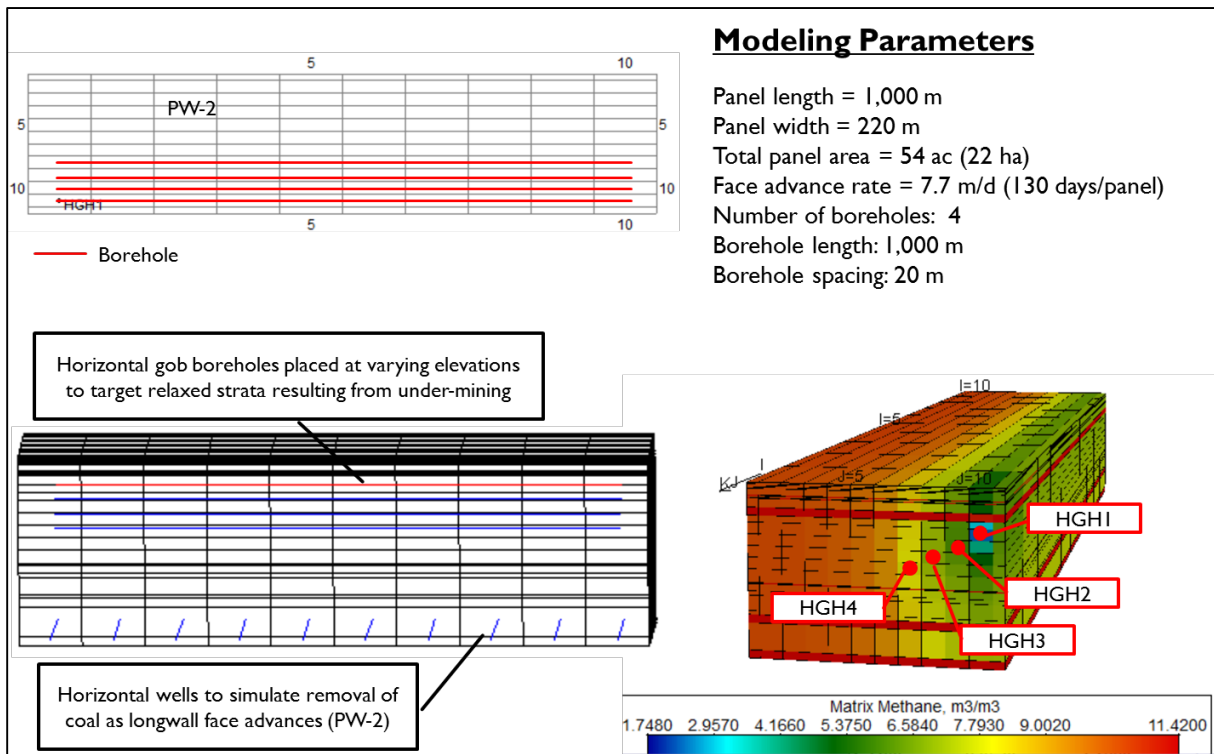 Modeling Parameters
Panel length = 1,000 m
Panel width = 220 m
Total panel area = 54 ac (22 ha)
Face advance rate = 7.7 m/d (130 days/panel)
Number of boreholes: 4
Borehole length: 1,000 m
Borehole spacing: 20 m
5 10
PW-2
5 5
10 10
HGH1
5 10
Borehole
Horizontal gob boreholes placed at varying elevations
to target relaxed strata resulting from under-mining
Horizontal wells to simulate removal of
coal as longwall face advances (PW-2)
I=10
I=5
I
KJ J=5 J=10
HGH1
HGH2
HGH3
HGH4
Matrix Methane, m3/m3
1.7480 2.9570 4.1660 5.3750 6.5840 7.7930 9.0020 11.4200